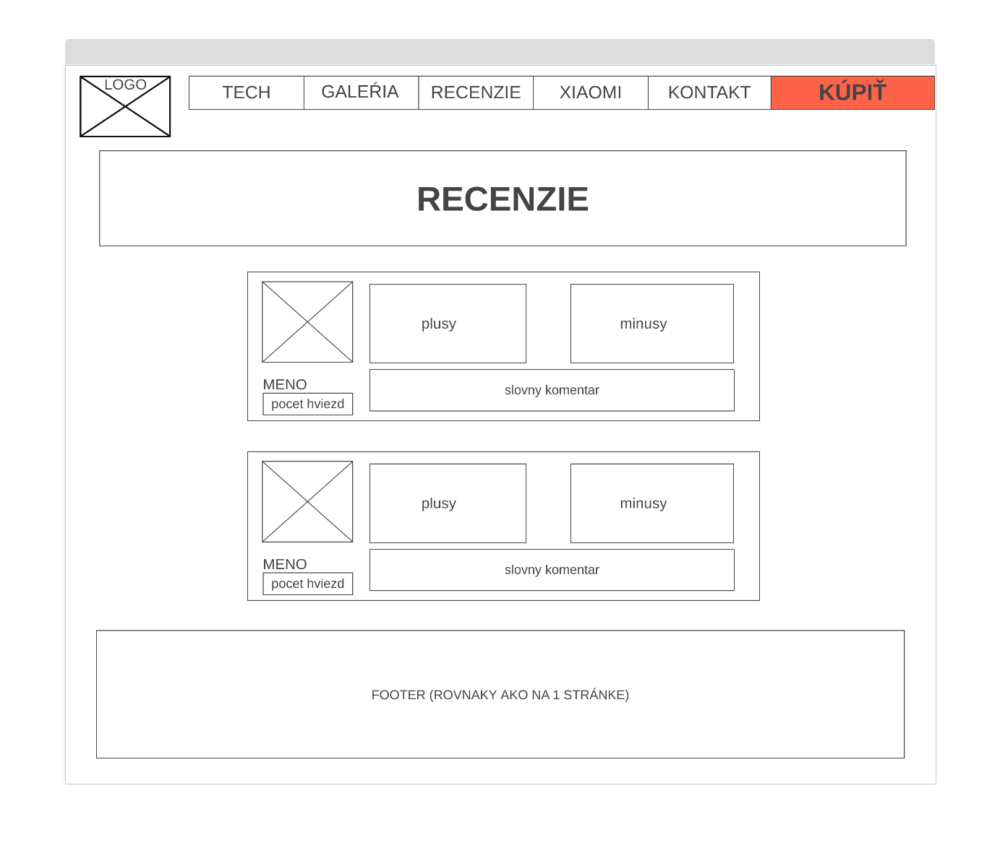 LOGO
TECH
GALEŔIA
RECENZIE
XIAOMI
KONTAKT
KÚPIŤ
RECENZIE
plusy
minusy
MENO
pocet hviezd
slovny komentar
plusy
minusy
MENO
pocet hviezd
slovny komentar
FOOTER (ROVNAKY AKO NA 1 STRÁNKE)